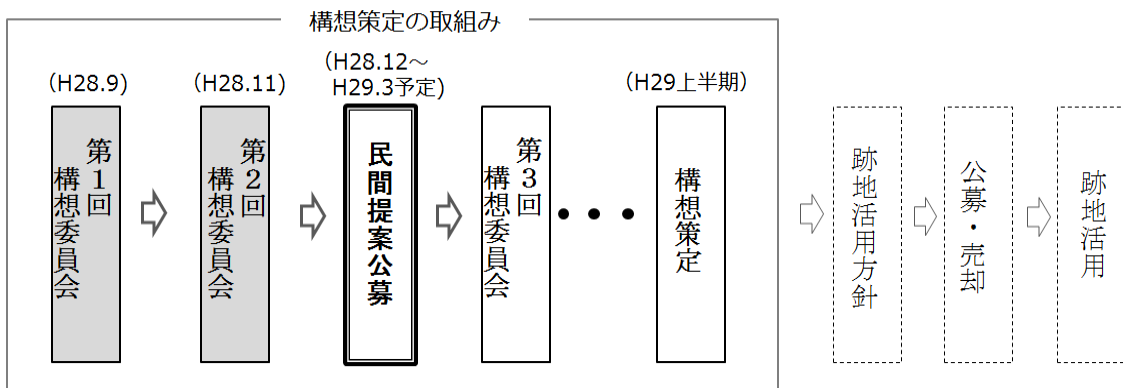 構想策定の取組み
(H28.9)
第1回
構想委員会
(H28.11)
第2回
構想委員会
(H28.12～
H29.3予定)
民間提案公募
第3回
構想委員会
・・・
(H29上半期)
構想策定
跡地活用方針
公募・売却
跡地活用